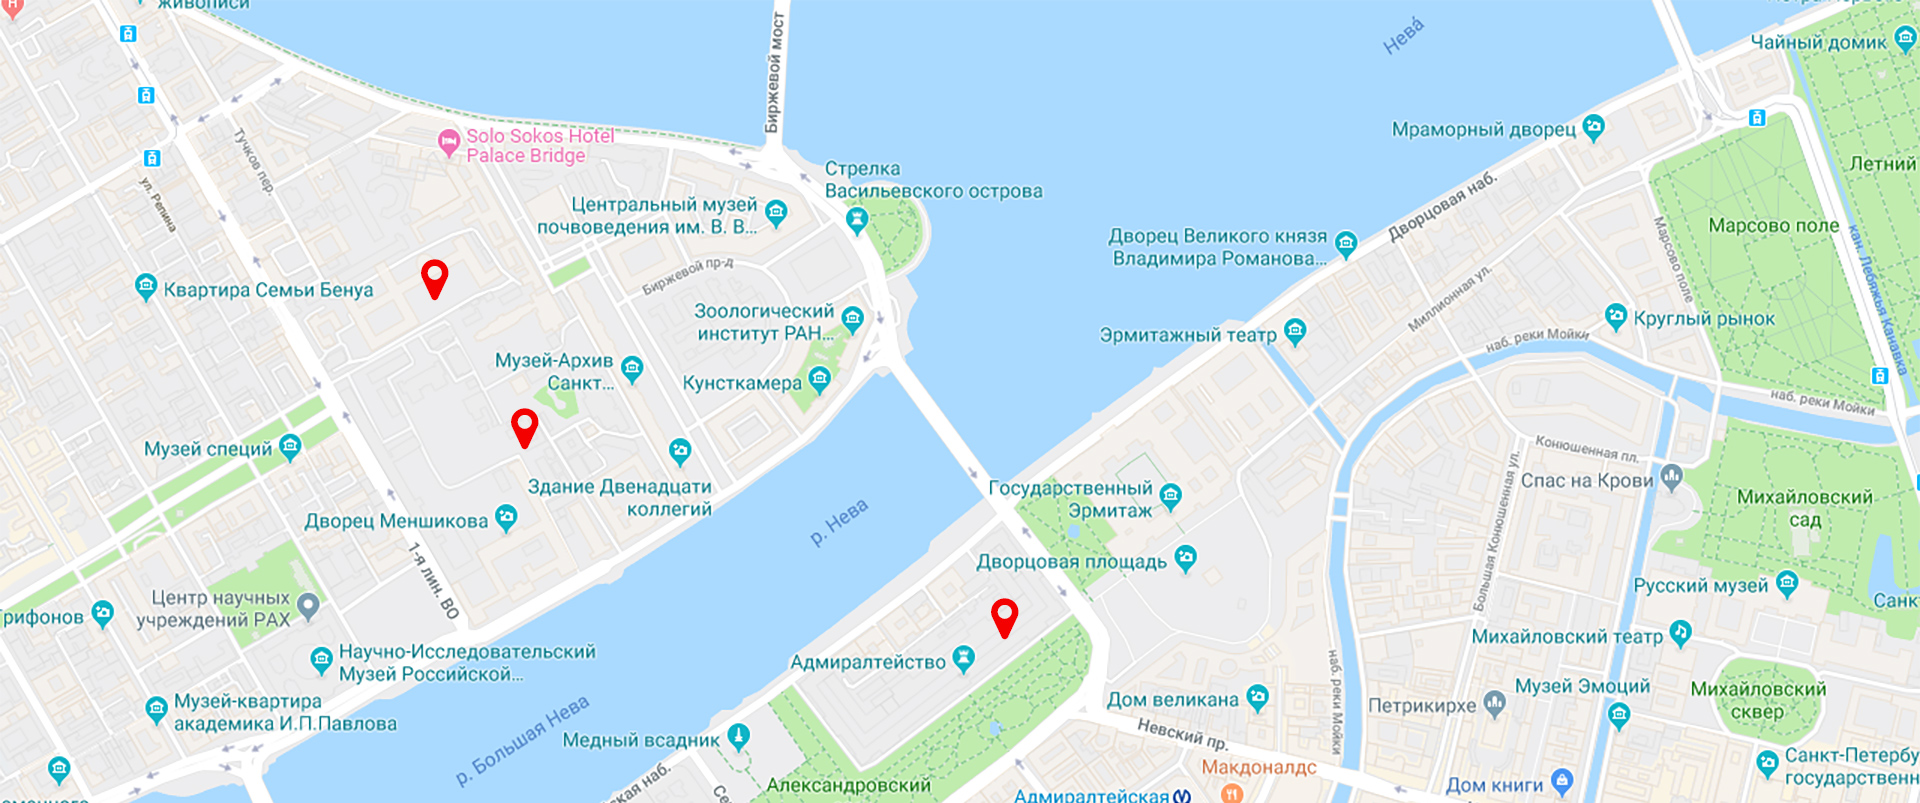 живописи
Биржевой мост
Нева́
Чайный домик
Solo Sokos Hotel
Palace Bridge
Мраморный дворец
Тучков пер.
ул. Репина
Летний
Стрелка
Васильевского острова
Центральный музей
почвоведения им. В. В...
Дворцовая наб.
Марсово поле
Марсово поле
кан. Лебяжья Канавка
Дворец Великого князя
Владимира Романова...
Биржевой пр-д
Миллионная ул.
Квартира Семьи Бенуа
Зоологический
институт РАН...
Эрмитажный театр
Круглый рынок
наб. реки Мойки
Музей-Архив
Санкт...
Кунсткамера
наб. реки Мойки
Музей специй
Конюшенная пл.
Спас на Крови
Здание Двенадцати
коллегий
Государственный
Эрмитаж
Михайловский
сад
Дворец Меншикова
р. Нева
Большая Конюшенная ул.
1-я лин. ВО
Дворцовая площадь
Русский музей
Центр научных
учреждений РАХ
Грифонов
Санк
Михайловский театр
Научно-Исследовательский
Музей Российской...
Адмиралтейство
наб. реки Мойки
Музей-квартира
академика И.П.Павлова
р. Большая Нева
Дом великана
Музей Эмоций
Михайловский
сквер
Петрикирхе
Медный всадник
Невский пр.
Санкт-Петербу
государственн
Макдоналдс
Александровский
Дом книги
ская наб.
Адмиралтейская